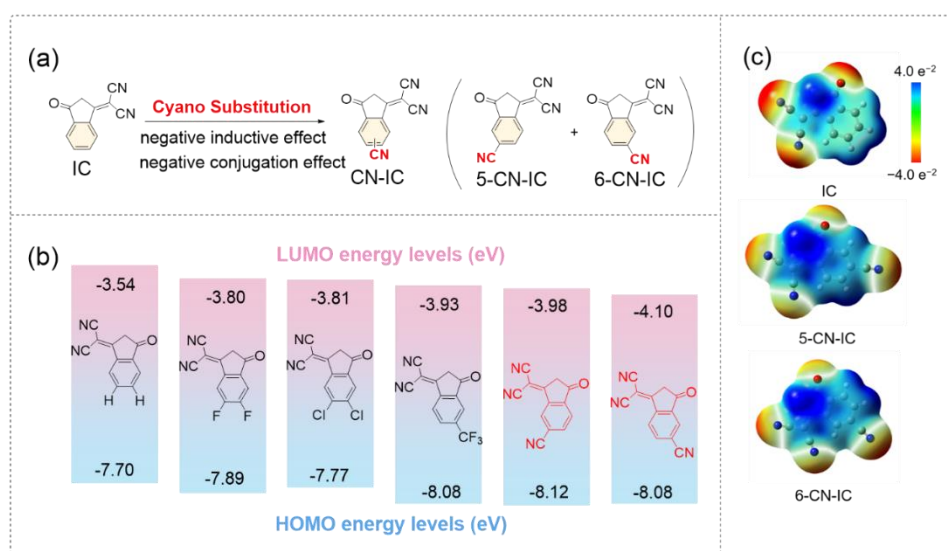 (a)
O
CN
CN
IC
Cyano Substitution
negative inductive effect
negative conjugation effect
O
CN
CN
CN
CN-IC
O
CN
CN
NC
5-CN-IC
+
O
CN
CN
CN
6-CN-IC
(b)
LUMO energy levels (eV)
-3.54
-3.80
-3.81
-3.93
-3.98
-4.10
NC
NC
O
H
H
NC
NC
O
F
F
NC
NC
O
Cl
Cl
NC
NC
O
CF3
NC
NC
O
NC
NC
NC
O
CN
-7.70
-7.89
-7.77
-8.08
-8.12
-8.08
HOMO energy levels (eV)
(c)
4.0 e⁻²
−4.0 e⁻²
IC
5-CN-IC
6-CN-IC